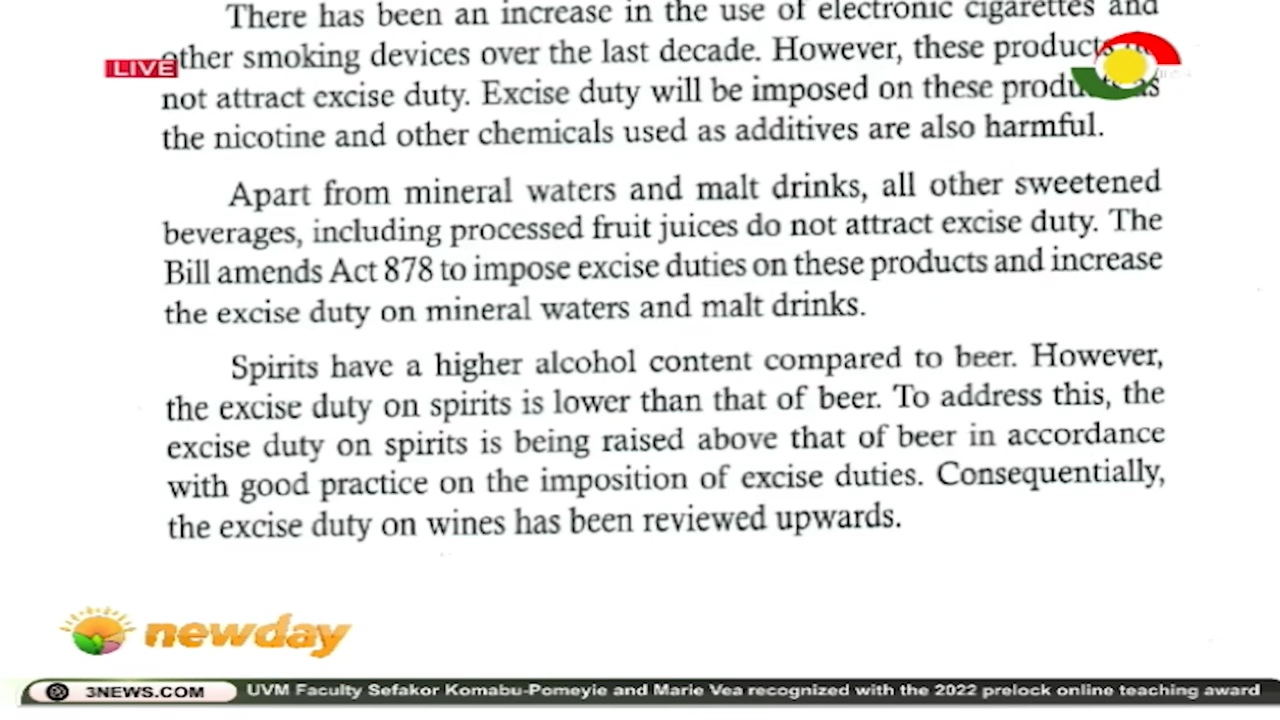 There has been an increase in the use of electronic cigarettes and
LIVE
other smoking devices over the last decade. However, these products
not attract excise duty. Excise duty will be imposed on these as
the nicotine and other chemicals used as additives are also harmful.
Apart from mineral waters and malt drinks, all other sweetened
beverages, including processed fruit juices do not attract excise duty. The
Bill amends Act 878 to impose excise duties on these products and increase
the excise duty on mineral waters and malt drinks.
Spirits have a higher alcohol content compared to beer. However,
the excise duty on spirits is lower than that of beer. To address this, the
excise duty on spirits is being raised above that of beer in accordance
with good practice on the imposition of excise duties. Consequentially,
the excise duty on wines has been reviewed upwards.
newday
3NEWS.COM UVM Faculty Sefakor Komabu-Pomeyie and Marie Vea recognized with the 2022 prelock online teaching award